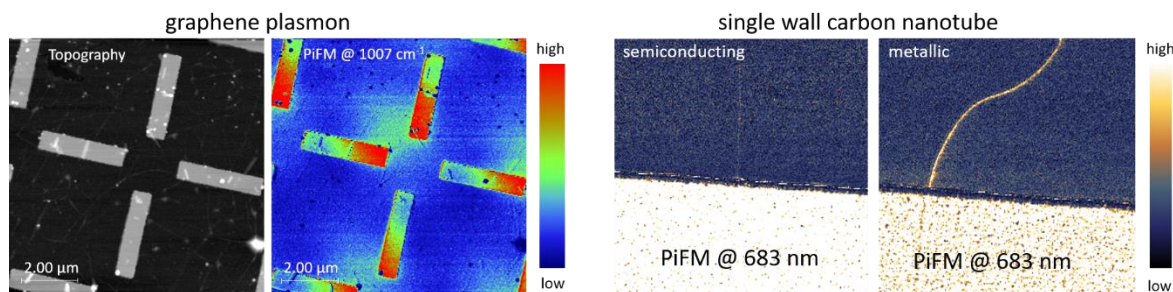 graphene plasmon
Topography
2.00 µm
PiFM @ 1007 cm⁻¹
2.00 µm
high
low
single wall carbon nanotube
semiconducting
PiFM @ 683 nm
metallic
PiFM @ 683 nm
high
low